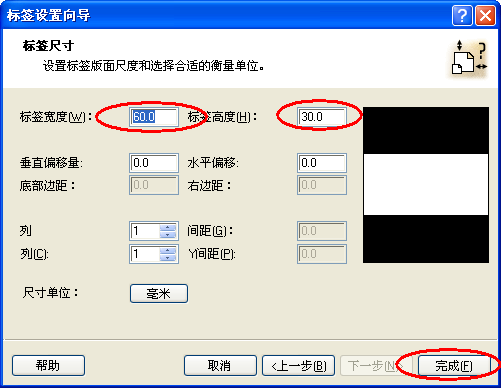 标签设置向导
标签尺寸
设置标签版面尺度和选择合适的衡量单位。
标签宽度(W)： 60.0 标签高度(H)： 30.0
垂直偏移量: 0.0 水平偏移: 0.0
底部边距： 0.0 右边距： 0.0
列 1 间距(G)： 0.0
列(C): 1 Y间距(P): 0.0
尺寸单位： 毫米
帮助 取消 <上一步(B) 下一步(N)> 完成(F)